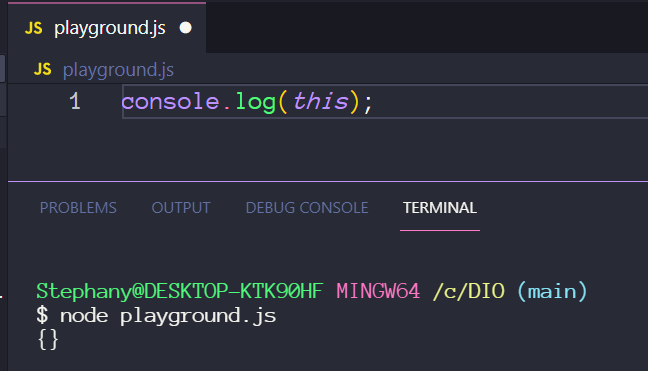 JS playground.js
JS playground.js
1 console.log(this);
PROBLEMS OUTPUT DEBUG CONSOLE TERMINAL
Stephany@DESKTOP-KTK90HF MINGW64 /c/DIO (main)
$ node playground.js
{}